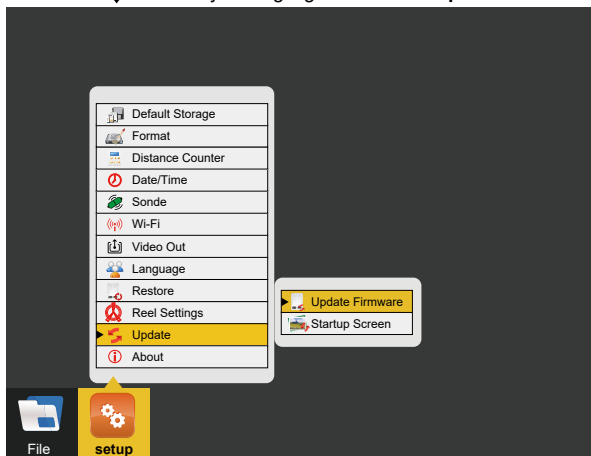 Default Storage
Format
Distance Counter
Date/Time
Sonde
Wi-Fi
Video Out
Language
Restore
Reel Settings
Update
About
Update Firmware
Startup Screen
File
setup